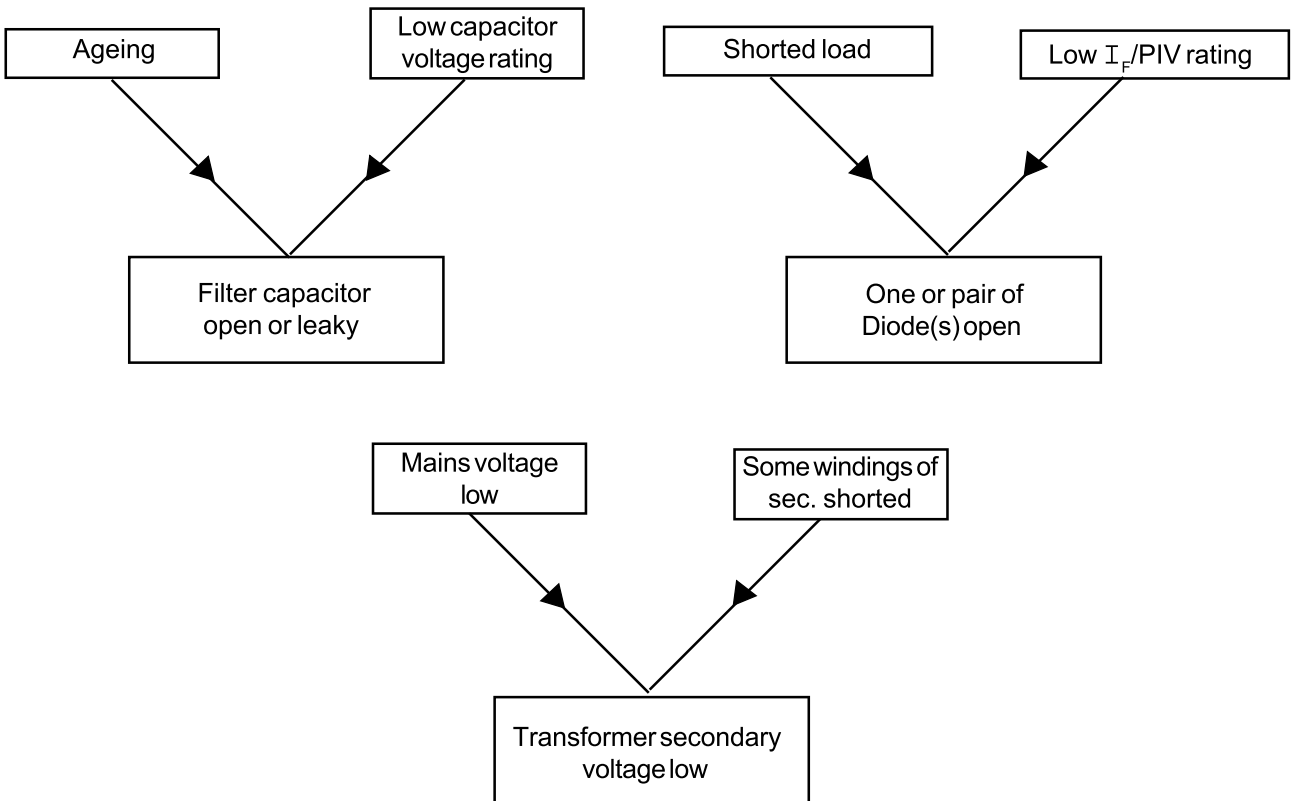 Ageing
Low capacitor
voltage rating
Shorted load
Low I_F/PIV rating
Filter capacitor
open or leaky
One or pair of
Diode(s) open
Mains voltage
low
Some windings of
sec. shorted
Transformer secondary
voltage low